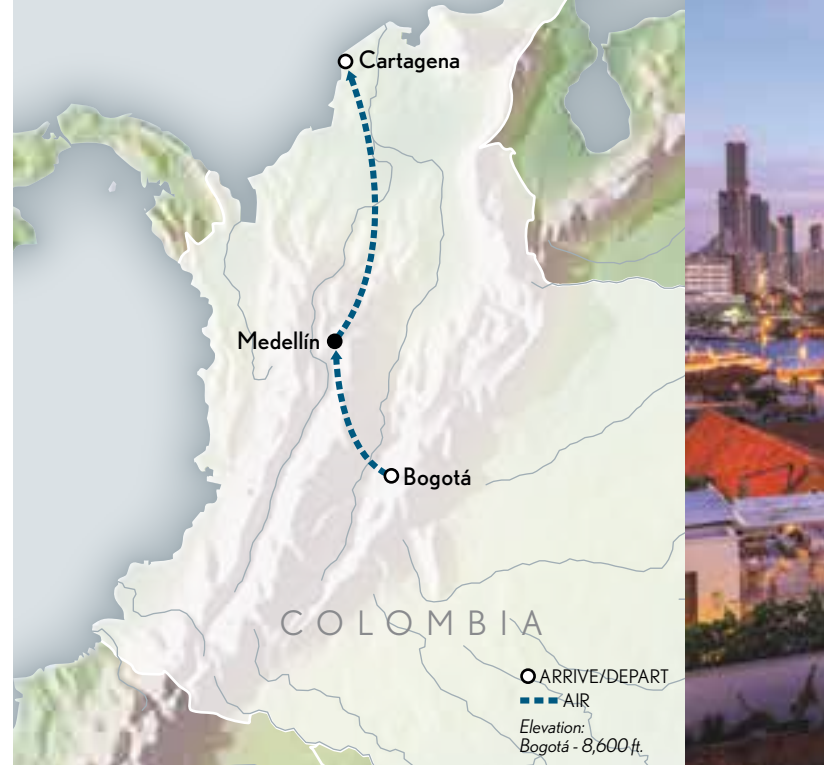 Cartagena
Medellín
Bogotá
COLOMBIA
ARRIVE/DEPART
AIR
Elevation:
Bogotá - 8,600 ft.